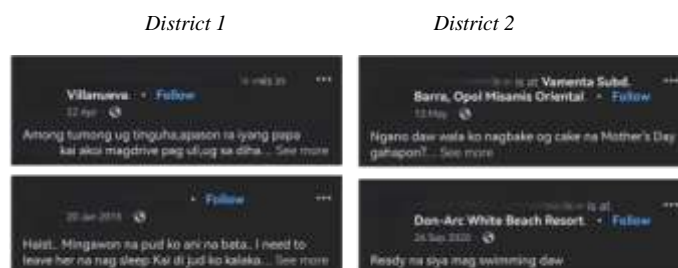 District 1
District 2
Villanueva · Follow
12 Apr
Among tumong ug tinguha,apason ra iyang papa
kai akoi magdrive pag uli,ug sa diha... See more
· Follow
20 Jan 2015
Haist.. Mingawon na pud ko ani na bata.. I need to
leave her na nag sleep Kai di jud ko kalaka... See more
is at Vamenta Subd.
Barra, Opol Misamis Oriental · Follow
13 May
Ngano daw wala ko nagbake og cake na Mother's Day
gahapon?... See more
is at
Don-Arc White Beach Resort. · Follow
24 Sep 2020
Ready na siya mag swimming daw